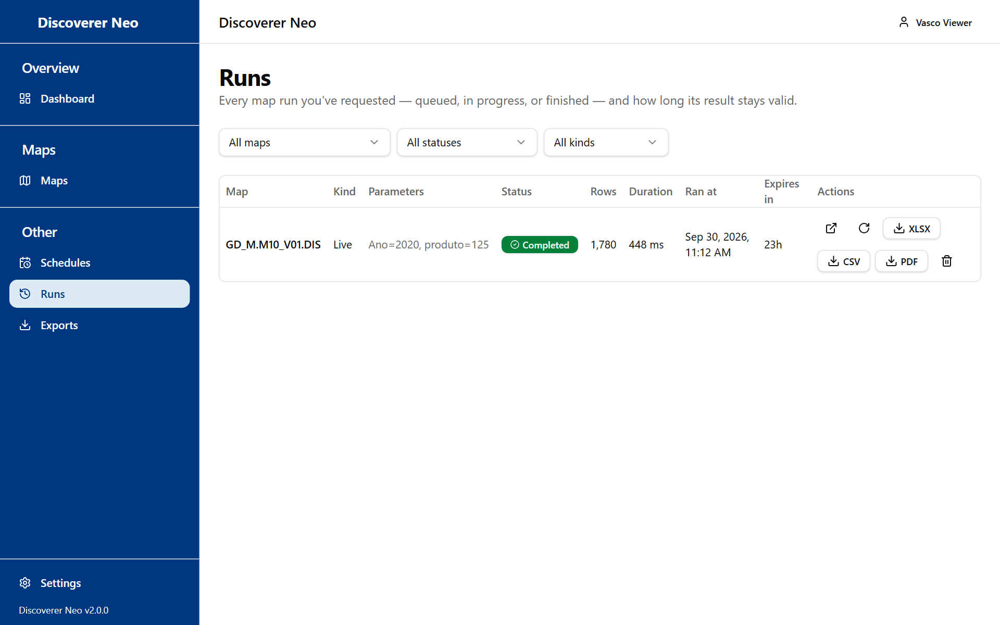 Discoverer Neo
Discoverer Neo
Vasco Viewer
Overview
Dashboard
Maps
Maps
Other
Schedules
Runs
Exports
Settings
Discoverer Neo v2.0.0
Runs
Every map run you've requested — queued, in progress, or finished — and how long its result stays valid.
All maps
All statuses
All kinds
Map Kind Parameters Status Rows Duration Ran at Expires in Actions
GD_M.M10_V01.DIS Live Ano=2020, produto=125 Completed 1,780 448 ms Sep 30, 2026, 11:12 AM 23h
XLSX
CSV
PDF